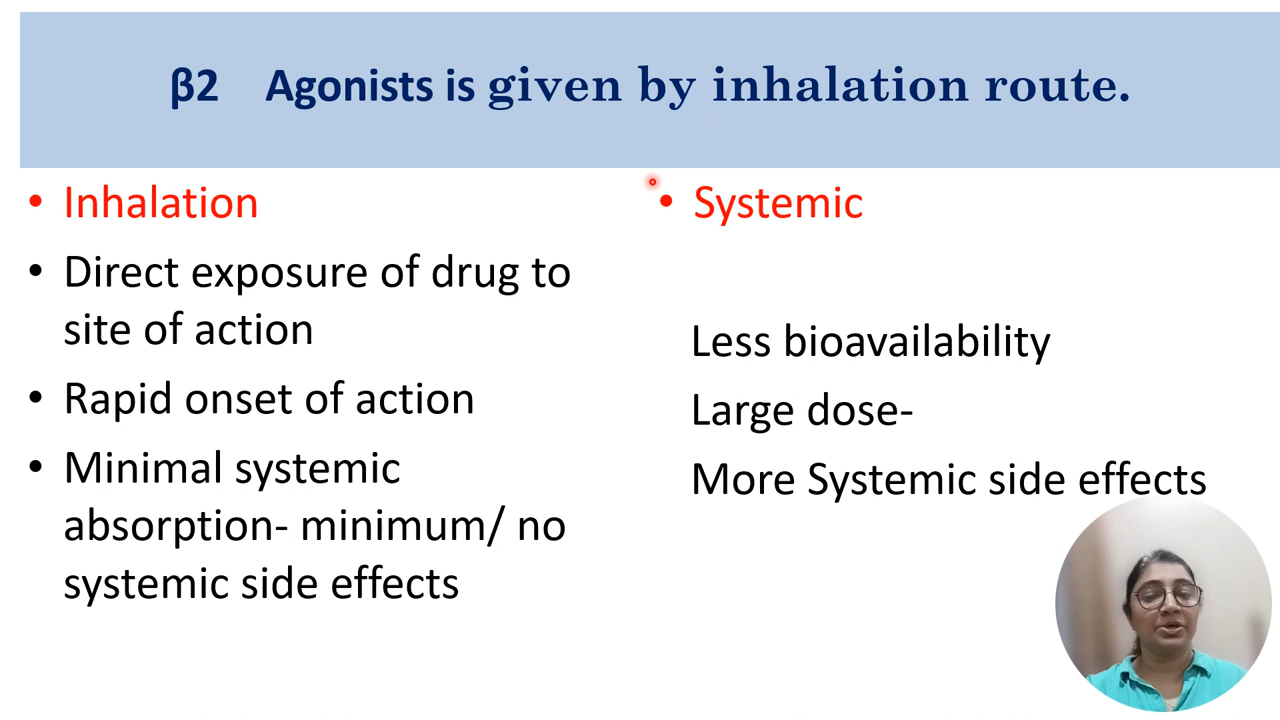 β2 Agonists is given by inhalation route.
• Inhalation
• Direct exposure of drug to
site of action
• Rapid onset of action
• Minimal systemic
absorption- minimum/ no
systemic side effects
• Systemic
Less bioavailability
Large dose-
More Systemic side effects